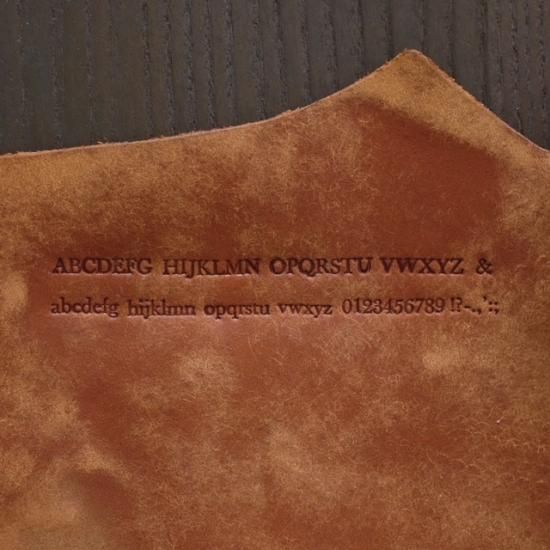 ABCDEFG HIJKLMN OPQRSTU VWXYZ &
abcdefg hijklmn opqrstu vwxyz 0123456789 !?-.,':;